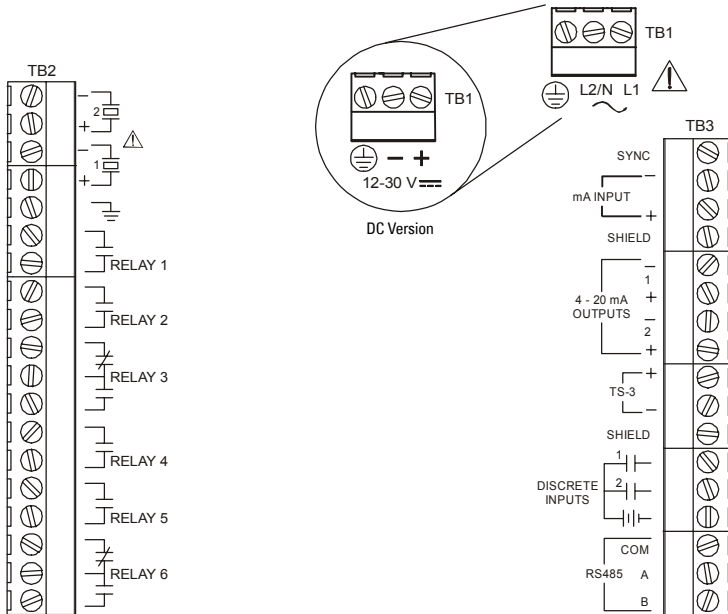 TB2
−
2
+
−
1
+
RELAY 1
RELAY 2
RELAY 3
RELAY 4
RELAY 5
RELAY 6
TB1
− +
12-30 V
DC Version
TB1
L2/N L1
TB3
SYNC
−
mA INPUT
+
SHIELD
−
1
4 - 20 mA
+
OUTPUTS
−
2
+
+
TS-3
−
SHIELD
1
DISCRETE
2
INPUTS
COM
RS485 A
B